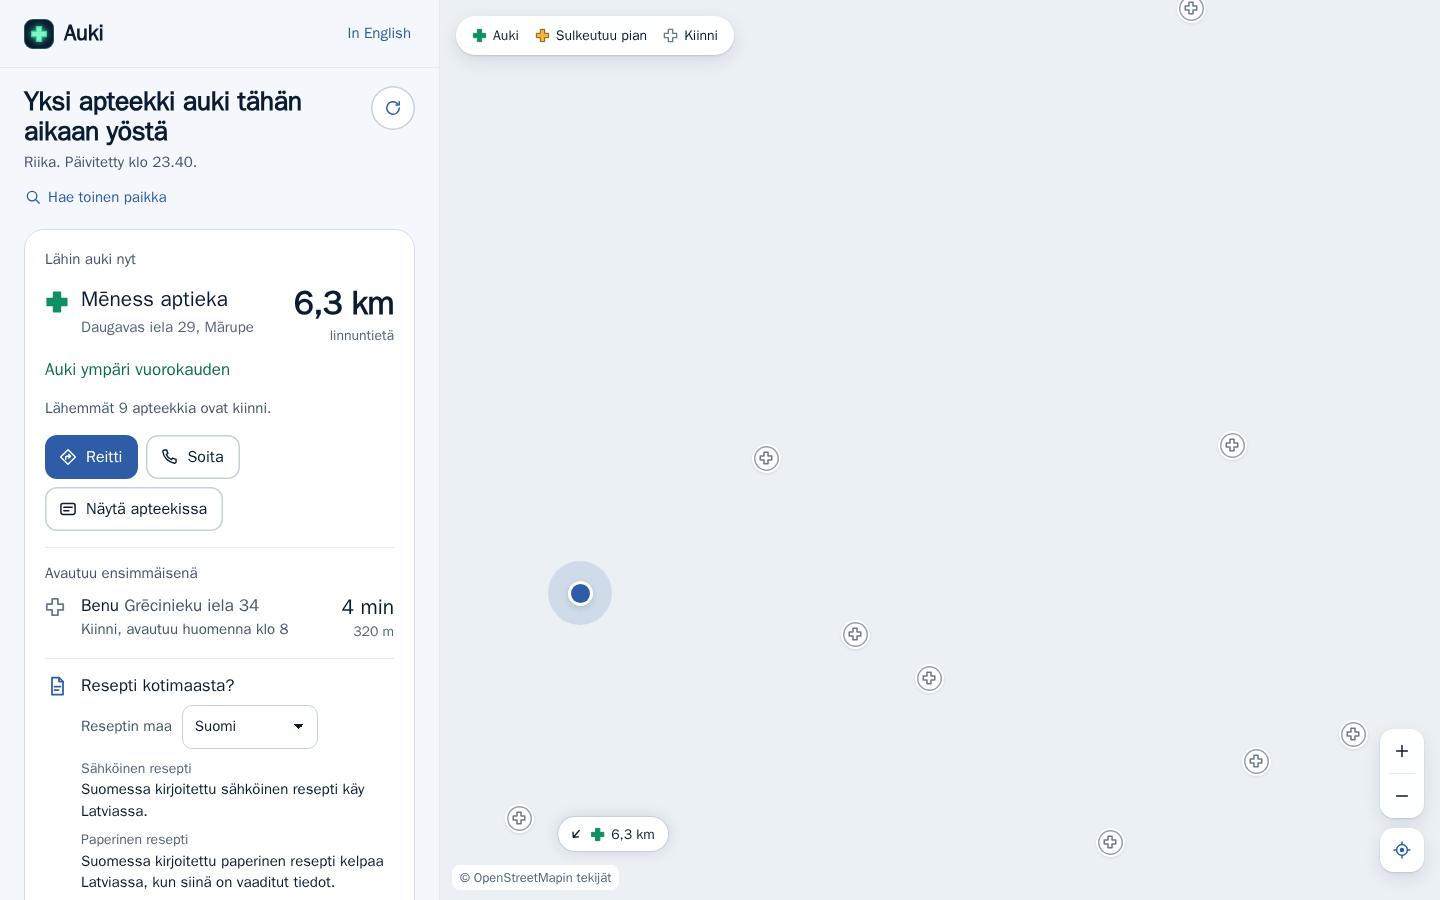 Auki
In English
Yksi apteekki auki tähän
aikaan yöstä
Riika. Päivitetty klo 23.40.
Hae toinen paikka
Lähin auki nyt
Mēness aptieka
6,3 km
Daugavas iela 29, Mārupe
linnuntietä
Auki ympäri vuorokauden
Lähemmät 9 apteekkia ovat kiinni.
Reitti
Soita
Näytä apteekissa
Avautuu ensimmäisenä
Benu Grēcinieku iela 34
4 min
Kiinni, avautuu huomenna klo 8
320 m
Resepti kotimaasta?
Reseptin maa
Suomi
Sähköinen resepti
Suomessa kirjoitettu sähköinen resepti käy
Latviassa.
Paperinen resepti
Suomessa kirjoitettu paperinen resepti kelpaa
Latviassa, kun siinä on vaaditut tiedot.
Auki
Sulkeutuu pian
Kiinni
6,3 km
© OpenStreetMapin tekijät